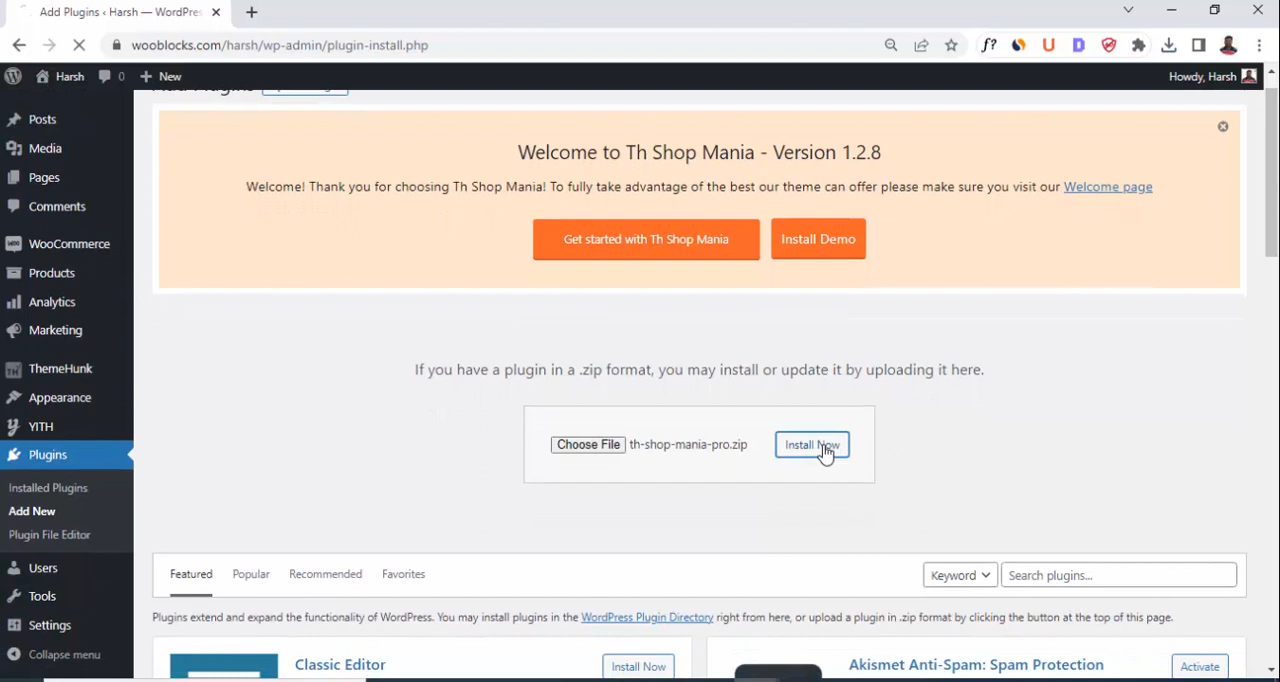 Add Plugins ‹ Harsh — WordPres
wooblocks.com/harsh/wp-admin/plugin-install.php
f?
U
D
Harsh
0
New
Howdy, Harsh
Add Plugins
Posts
Media
Pages
Comments
WooCommerce
Products
Analytics
Marketing
ThemeHunk
Appearance
YITH
Plugins
Installed Plugins
Add New
Plugin File Editor
Users
Tools
Settings
Collapse menu
Welcome to Th Shop Mania - Version 1.2.8
Welcome! Thank you for choosing Th Shop Mania! To fully take advantage of the best our theme can offer please make sure you visit our Welcome page
Get started with Th Shop Mania
Install Demo
If you have a plugin in a .zip format, you may install or update it by uploading it here.
Choose File th-shop-mania-pro.zip
Install Now
Featured
Popular
Recommended
Favorites
Keyword
Search plugins...
Plugins extend and expand the functionality of WordPress. You may install plugins in the WordPress Plugin Directory right from here, or upload a plugin in .zip format by clicking the button at the top of this page.
Classic Editor
Install Now
Akismet Anti-Spam: Spam Protection
Activate